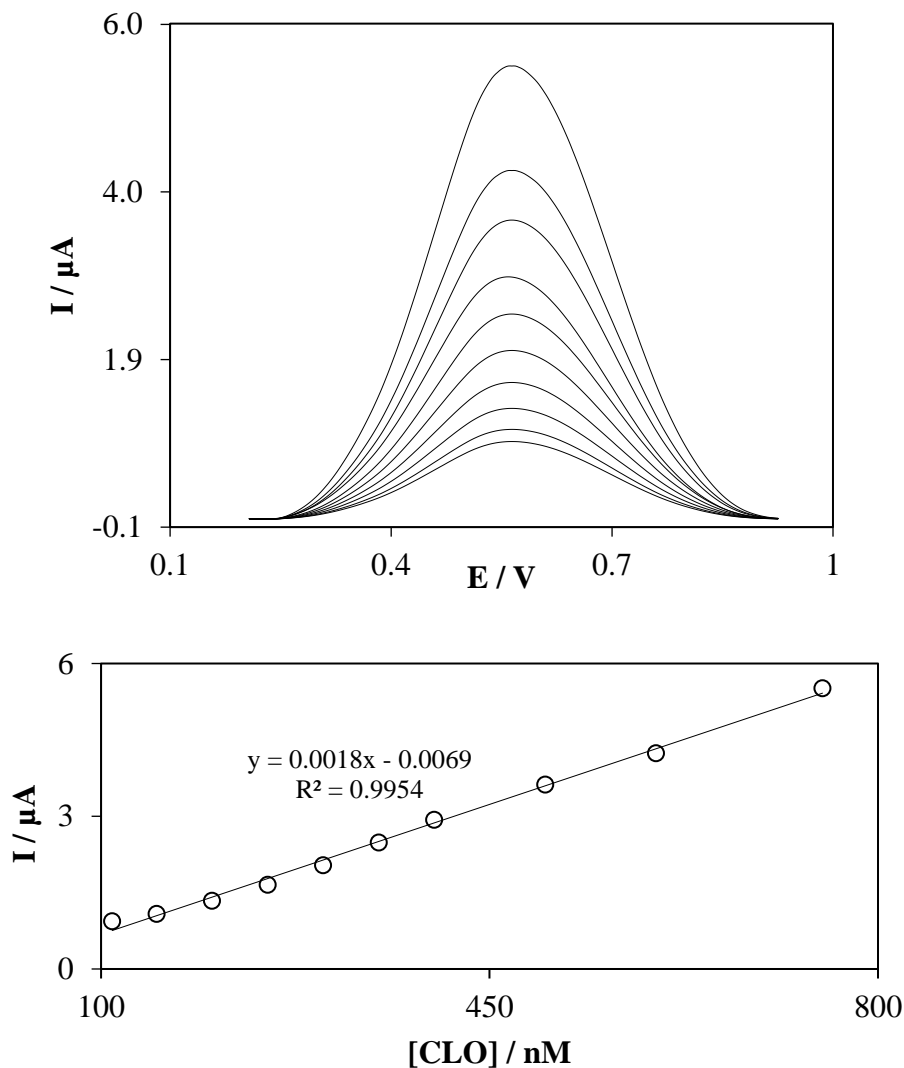 6.0
4.0
1.9
-0.1
I / µA
0.1 0.4 0.7 1
E / V
6
3
0
I / µA
y = 0.0018x - 0.0069
R² = 0.9954
100 450 800
[CLO] / nM